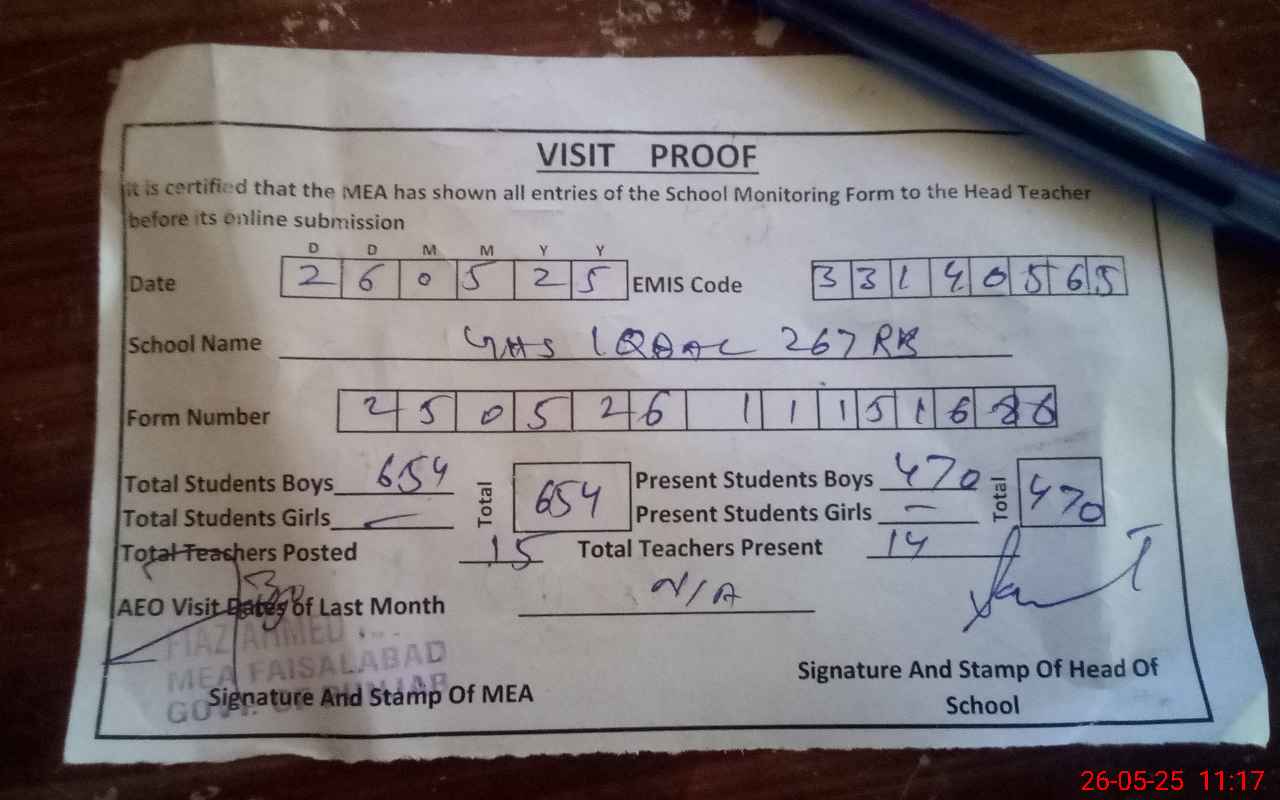 VISIT PROOF
it is certified that the MEA has shown all entries of the School Monitoring Form to the Head Teacher
before its online submission
D D M M Y Y
Date 2 6 0 5 2 5 EMIS Code 3 3 1 4 0 5 6 5
School Name GHS IQBAL 267 RB
Form Number 2 5 0 5 2 6 1 1 1 5 1 6
Total Students Boys 654 Total 654 Present Students Boys 470 Total 470
Total Students Girls — Present Students Girls —
Total Teachers Posted 15 Total Teachers Present 14
AEO Visit Dates of Last Month N/A
FIAZ AHMED
MEA FAISALABAD
GOVT. OF PUNJAB
Signature And Stamp Of MEA
Signature And Stamp Of Head Of
School
26-05-25 11:17